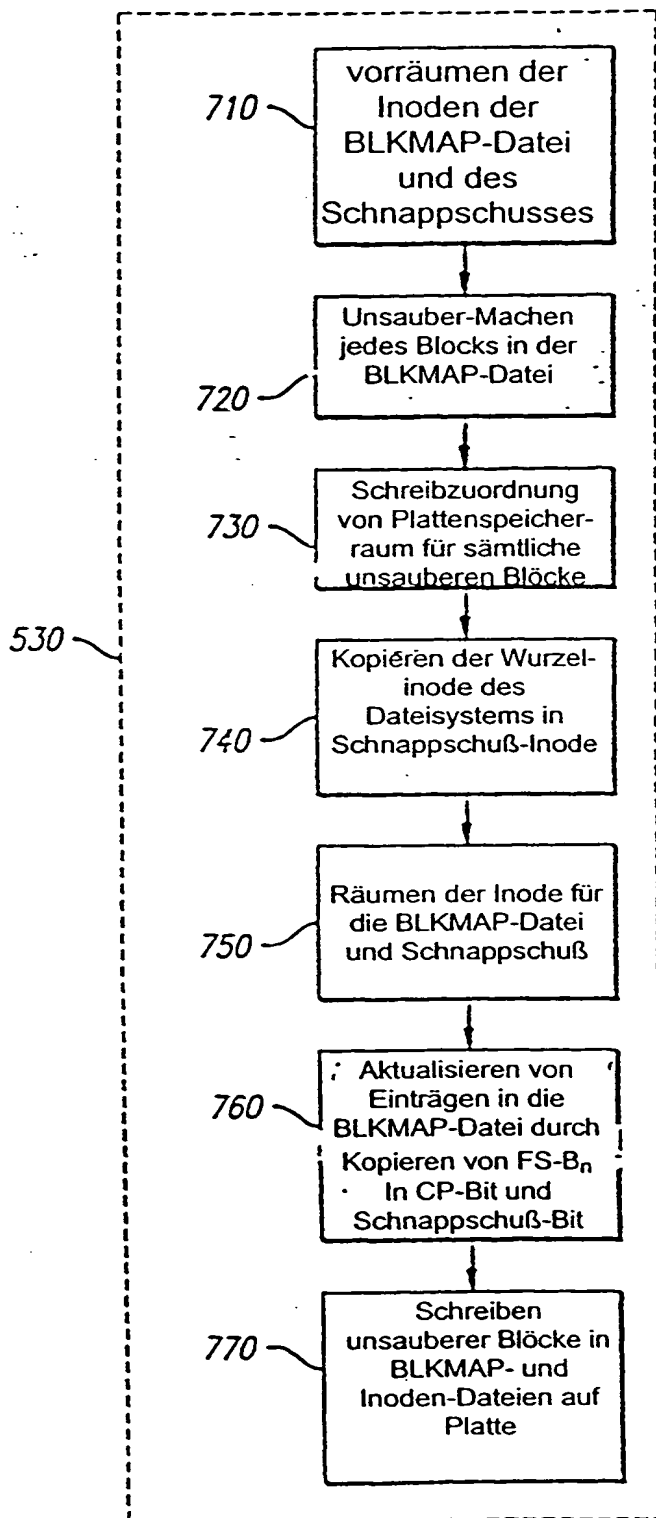 710
vorräumen der
Inoden der
BLKMAP-Datei
und des
Schnappschusses
720
Unsauber-Machen
jedes Blocks in der
BLKMAP-Datei
730
Schreibzuordnung
von Plattenspeicher-
raum für sämtliche
unsauberen Blöcke
530
740
Kopieren der Wurzel-
inode des
Dateisystems in
Schnappschuß-Inode
750
Räumen der Inode für
die BLKMAP-Datei
und Schnappschuß
760
Aktualisieren von
Einträgen in die
BLKMAP-Datei durch
Kopieren von FS-Bn
In CP-Bit und
Schnappschuß-Bit
770
Schreiben
unsauberer Blöcke in
BLKMAP- und
Inoden-Dateien auf
Platte